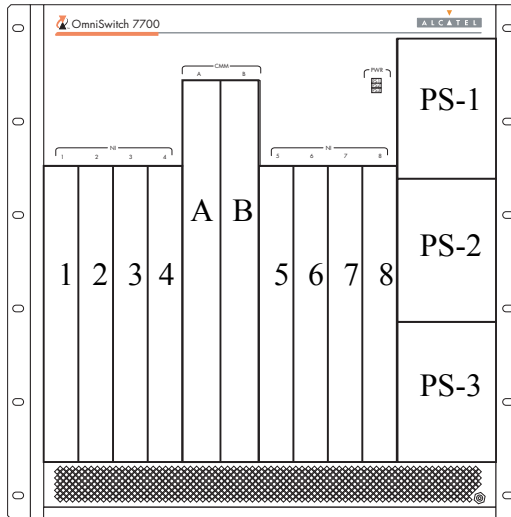 OmniSwitch 7700
ALCATEL
CMM
A B
PWR
NI
1 2 3 4
NI
5 6 7 8
PS-1
A B
PS-2
1 2 3 4 5 6 7 8
PS-3